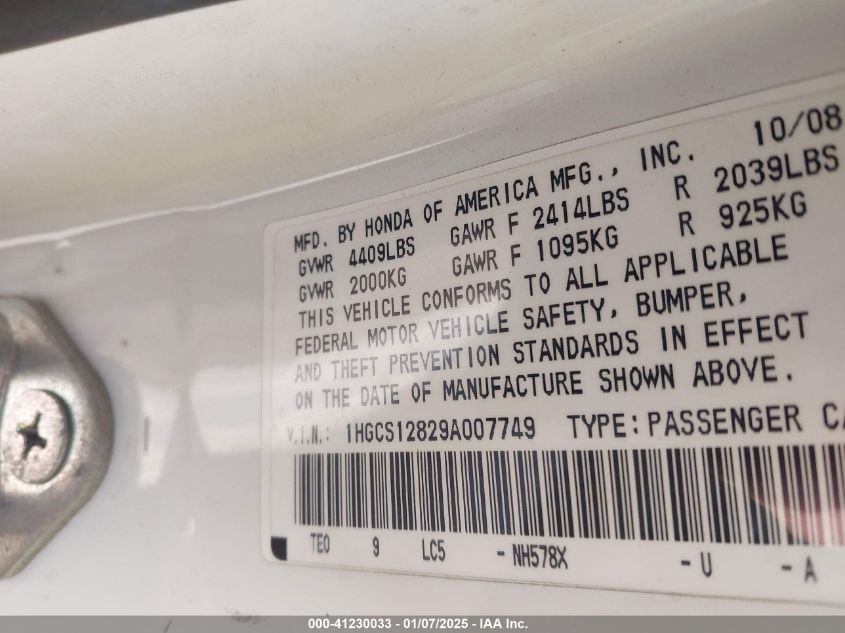 10/08
MFD. BY HONDA OF AMERICA MFG., INC.
GVWR 4409LBS GAWR F 2414LBS R 2039LBS
GVWR 2000KG GAWR F 1095KG R 925KG
THIS VEHICLE CONFORMS TO ALL APPLICABLE
FEDERAL MOTOR VEHICLE SAFETY, BUMPER,
AND THEFT PREVENTION STANDARDS IN EFFECT
ON THE DATE OF MANUFACTURE SHOWN ABOVE.
V.I.N.: 1HGCS12829A007749 TYPE: PASSENGER CA
TE0 9 LC5 - NH578X - U - A
000-41230033 - 01/07/2025 - IAA Inc.